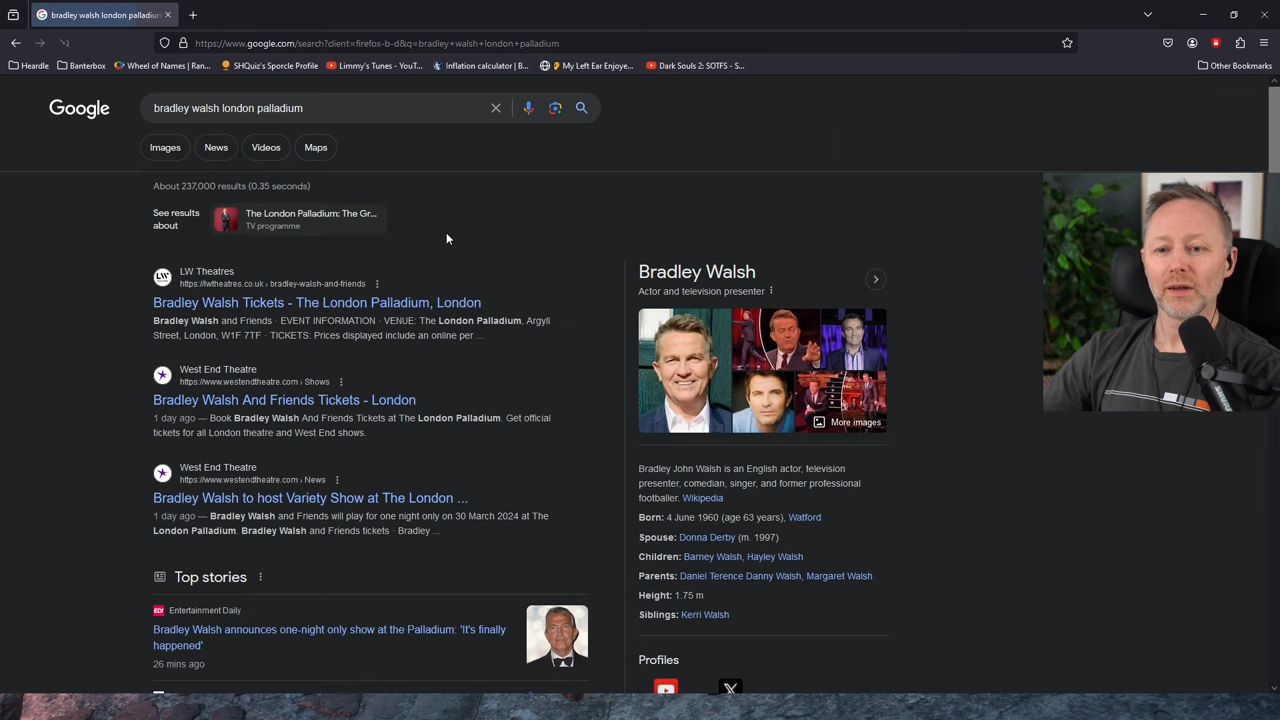 bradley walsh london palladium
https://www.google.com/search?client=firefox-b-d&q=bradley+walsh+london+palladium
Heardle
Banterbox
Wheel of Names | Ran...
SHQuiz's Sporcle Profile
Limmy's Tunes - YouT...
Inflation calculator | B...
My Left Ear Enjoye...
Dark Souls 2: SOTFS - S...
Other Bookmarks
Google
bradley walsh london palladium
Images
News
Videos
Maps
About 237,000 results (0.35 seconds)
See results
about
The London Palladium: The Gr...
TV programme
LW Theatres
https://lwtheatres.co.uk › bradley-walsh-and-friends
Bradley Walsh Tickets - The London Palladium, London
Bradley Walsh and Friends · EVENT INFORMATION · VENUE: The London Palladium, Argyll
Street, London, W1F 7TF · TICKETS: Prices displayed include an online per ...
West End Theatre
https://www.westendtheatre.com › Shows
Bradley Walsh And Friends Tickets - London
1 day ago — Book Bradley Walsh And Friends Tickets at The London Palladium. Get official
tickets for all London theatre and West End shows.
West End Theatre
https://www.westendtheatre.com › News
Bradley Walsh to host Variety Show at The London ...
1 day ago — Bradley Walsh and Friends will play for one night only on 30 March 2024 at The
London Palladium. Bradley Walsh and Friends tickets · Bradley ...
Top stories
ED! Entertainment Daily
Bradley Walsh announces one-night only show at the Palladium: 'It's finally
happened'
26 mins ago
Bradley Walsh
Actor and television presenter
More images
Bradley John Walsh is an English actor, television
presenter, comedian, singer, and former professional
footballer. Wikipedia
Born: 4 June 1960 (age 63 years), Watford
Spouse: Donna Derby (m. 1997)
Children: Barney Walsh, Hayley Walsh
Parents: Daniel Terence Danny Walsh, Margaret Walsh
Height: 1.75 m
Siblings: Kerri Walsh
Profiles